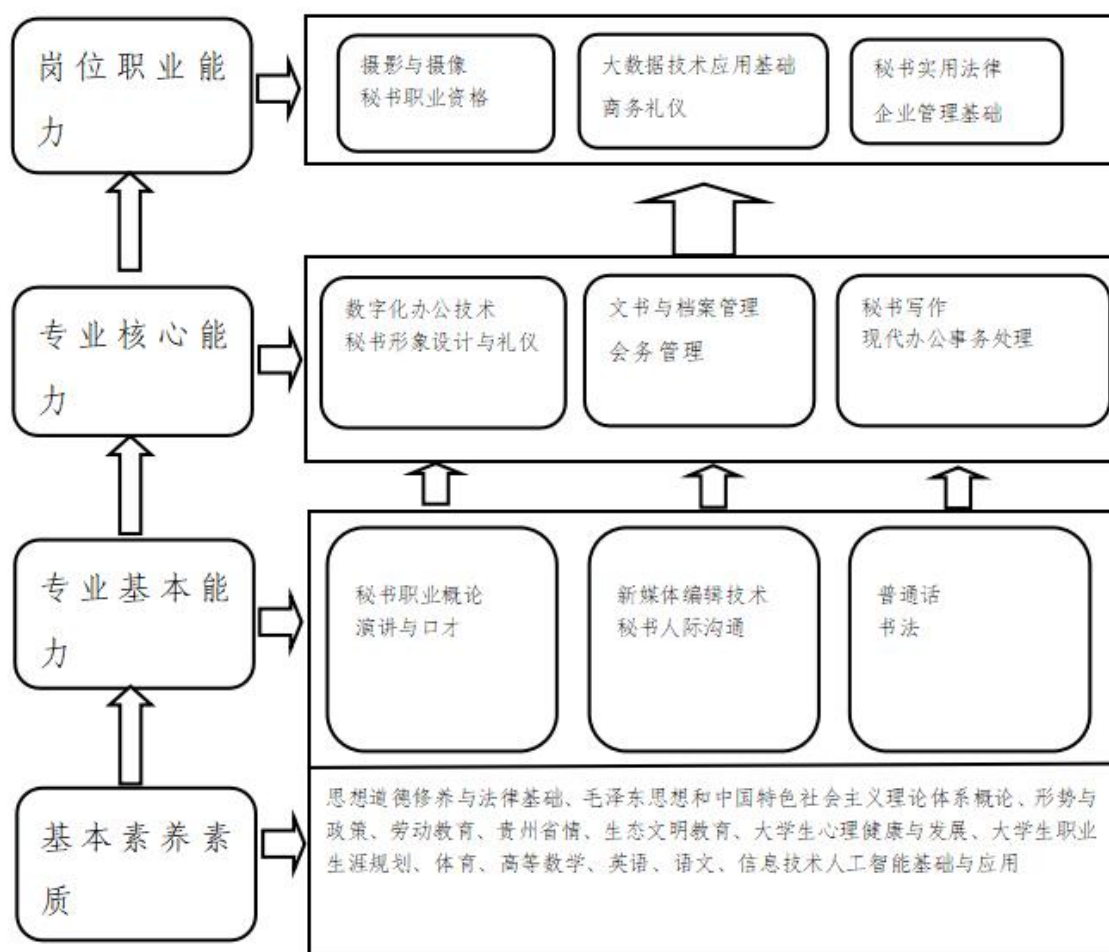 岗位职业能
力
摄影与摄像
秘书职业资格
大数据技术应用基础
商务礼仪
秘书实用法律
企业管理基础
专业核心能
力
数字化办公技术
秘书形象设计与礼仪
文书与档案管理
会务管理
秘书写作
现代办公事务处理
专业基本能
力
秘书职业概论
演讲与口才
新媒体编辑技术
秘书人际沟通
普通话
书法
基本素养素
质
思想道德修养与法律基础、毛泽东思想和中国特色社会主义理论体系概论、形势与
政策、劳动教育、贵州省情、生态文明教育、大学生心理健康与发展、大学生职业
生涯规划、体育、高等数学、英语、语文、信息技术人工智能基础与应用